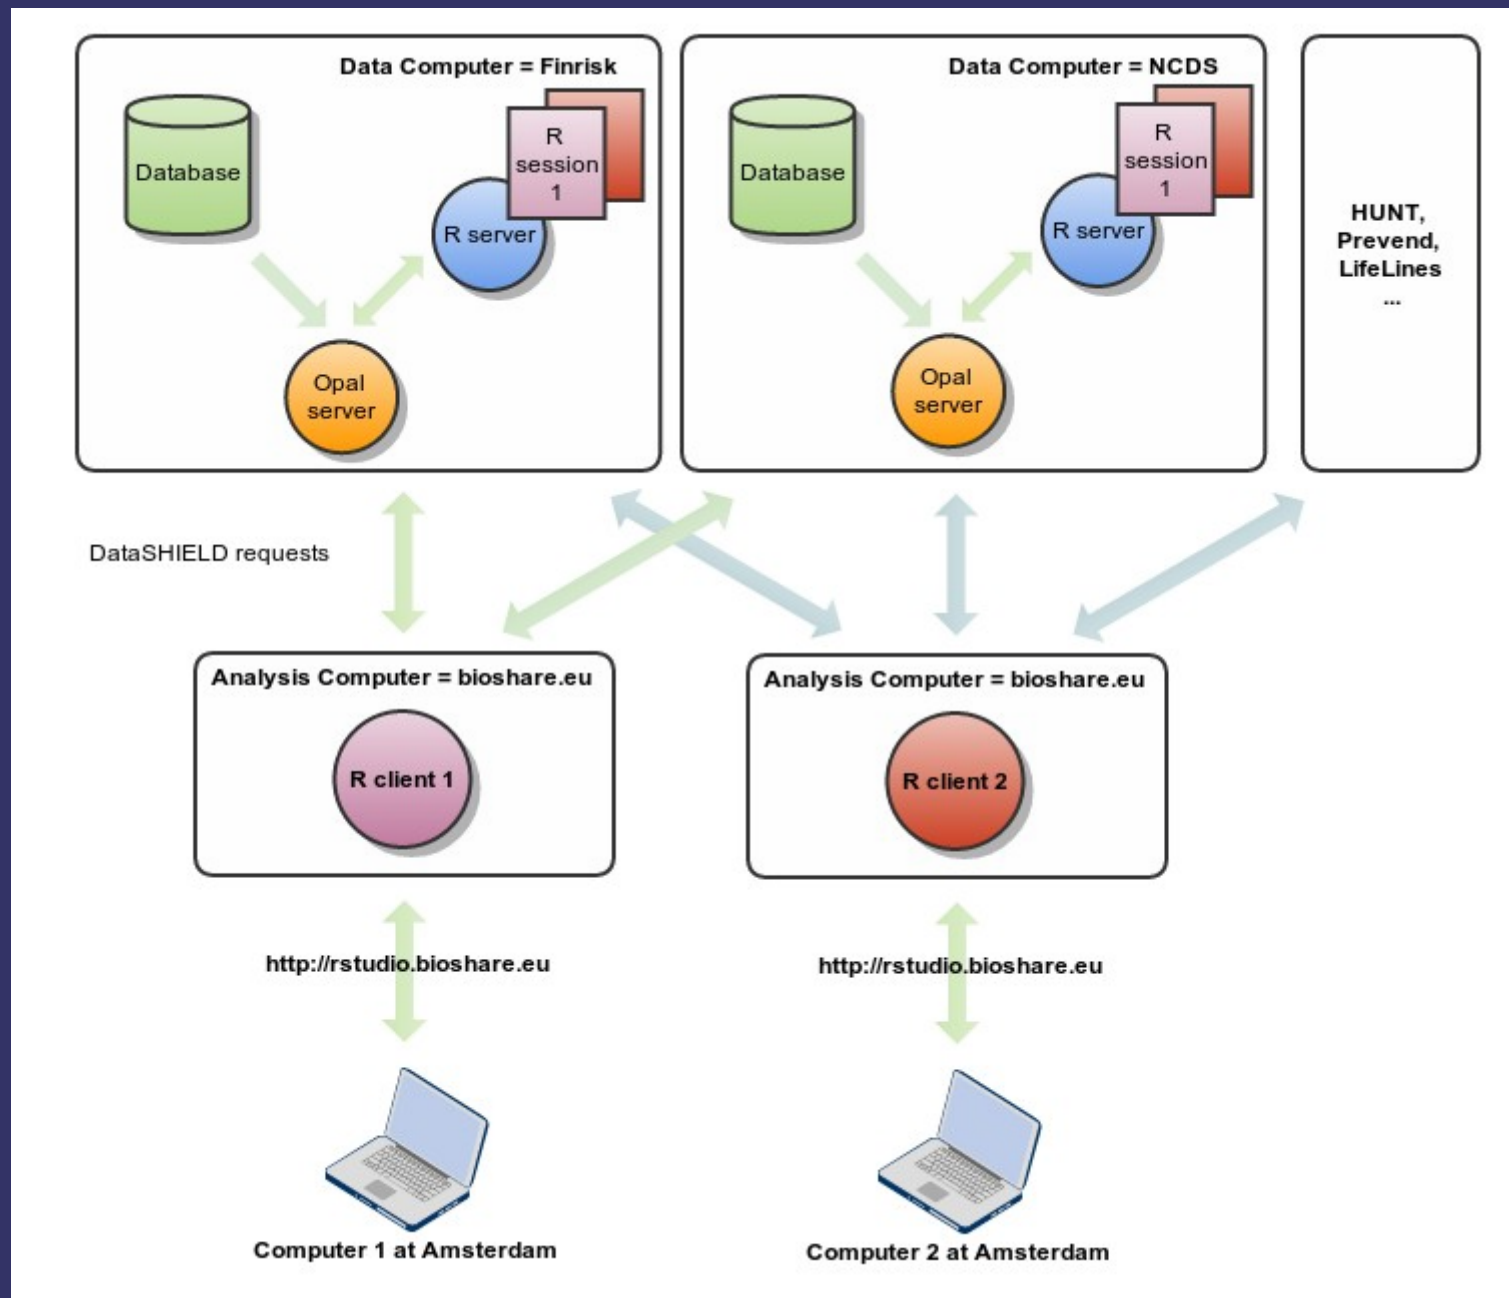 Data Computer = Finrisk
Database
R
session
1
R server
Opal
server
Data Computer = NCDS
Database
R
session
1
R server
Opal
server
HUNT,
Prevend,
LifeLines
...
DataSHIELD requests
Analysis Computer = bioshare.eu
R client 1
Analysis Computer = bioshare.eu
R client 2
http://rstudio.bioshare.eu
http://rstudio.bioshare.eu
Computer 1 at Amsterdam
Computer 2 at Amsterdam